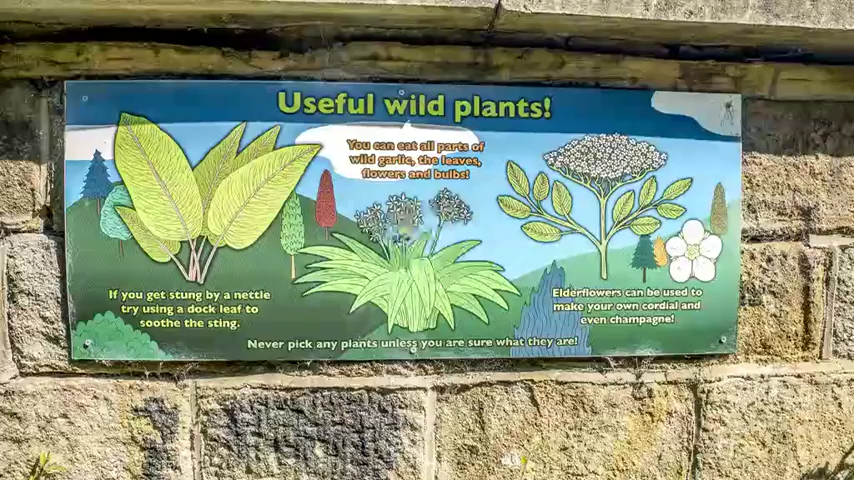 Useful wild plants!
You can eat all parts of
wild garlic, the leaves,
flowers and bulbs!
If you get stung by a nettle
try using a dock leaf to
soothe the sting.
Elderflowers can be used to
make your own cordial and
even champagne!
Never pick any plants unless you are sure what they are!